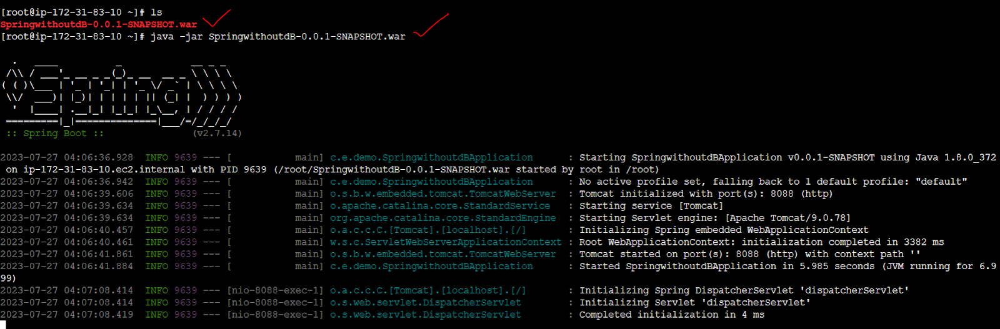 [root@ip-172-31-83-10 ~]# ls
SpringwithoutdB-0.0.1-SNAPSHOT.war
[root@ip-172-31-83-10 ~]# java -jar SpringwithoutdB-0.0.1-SNAPSHOT.war
  .   ____          _            __ _ _
 /\\ / ___'_ __ _ _(_)_ __  __ _ \ \ \ \
( ( )\___ | '_ | '_| | '_ \/ _` | \ \ \ \
 \\/  ___)| |_)| | | | | || (_| |  ) ) ) )
  '  |____| .__|_| |_|_| |_\__, | / / / /
 =========|_|==============|___/=/_/_/_/
 :: Spring Boot ::               (v2.7.14)
2023-07-27 04:06:36.928  INFO 9639 --- [           main] c.e.demo.SpringwithoutdBApplication      : Starting SpringwithoutdBApplication v0.0.1-SNAPSHOT using Java 1.8.0_372
 on ip-172-31-83-10.ec2.internal with PID 9639 (/root/SpringwithoutdB-0.0.1-SNAPSHOT.war started by root in /root)
2023-07-27 04:06:36.942  INFO 9639 --- [           main] c.e.demo.SpringwithoutdBApplication      : No active profile set, falling back to 1 default profile: "default"
2023-07-27 04:06:39.606  INFO 9639 --- [           main] o.s.b.w.embedded.tomcat.TomcatWebServer  : Tomcat initialized with port(s): 8088 (http)
2023-07-27 04:06:39.634  INFO 9639 --- [           main] o.apache.catalina.core.StandardService   : Starting service [Tomcat]
2023-07-27 04:06:39.634  INFO 9639 --- [           main] org.apache.catalina.core.StandardEngine  : Starting Servlet engine: [Apache Tomcat/9.0.78]
2023-07-27 04:06:40.457  INFO 9639 --- [           main] o.a.c.c.C.[Tomcat].[localhost].[/]       : Initializing Spring embedded WebApplicationContext
2023-07-27 04:06:40.461  INFO 9639 --- [           main] w.s.c.ServletWebServerApplicationContext : Root WebApplicationContext: initialization completed in 3382 ms
2023-07-27 04:06:41.861  INFO 9639 --- [           main] o.s.b.w.embedded.tomcat.TomcatWebServer  : Tomcat started on port(s): 8088 (http) with context path ''
2023-07-27 04:06:41.884  INFO 9639 --- [           main] c.e.demo.SpringwithoutdBApplication      : Started SpringwithoutdBApplication in 5.985 seconds (JVM running for 6.9
99)
2023-07-27 04:07:08.414  INFO 9639 --- [nio-8088-exec-1] o.a.c.c.C.[Tomcat].[localhost].[/]       : Initializing Spring DispatcherServlet 'dispatcherServlet'
2023-07-27 04:07:08.414  INFO 9639 --- [nio-8088-exec-1] o.s.web.servlet.DispatcherServlet        : Initializing Servlet 'dispatcherServlet'
2023-07-27 04:07:08.419  INFO 9639 --- [nio-8088-exec-1] o.s.web.servlet.DispatcherServlet        : Completed initialization in 4 ms